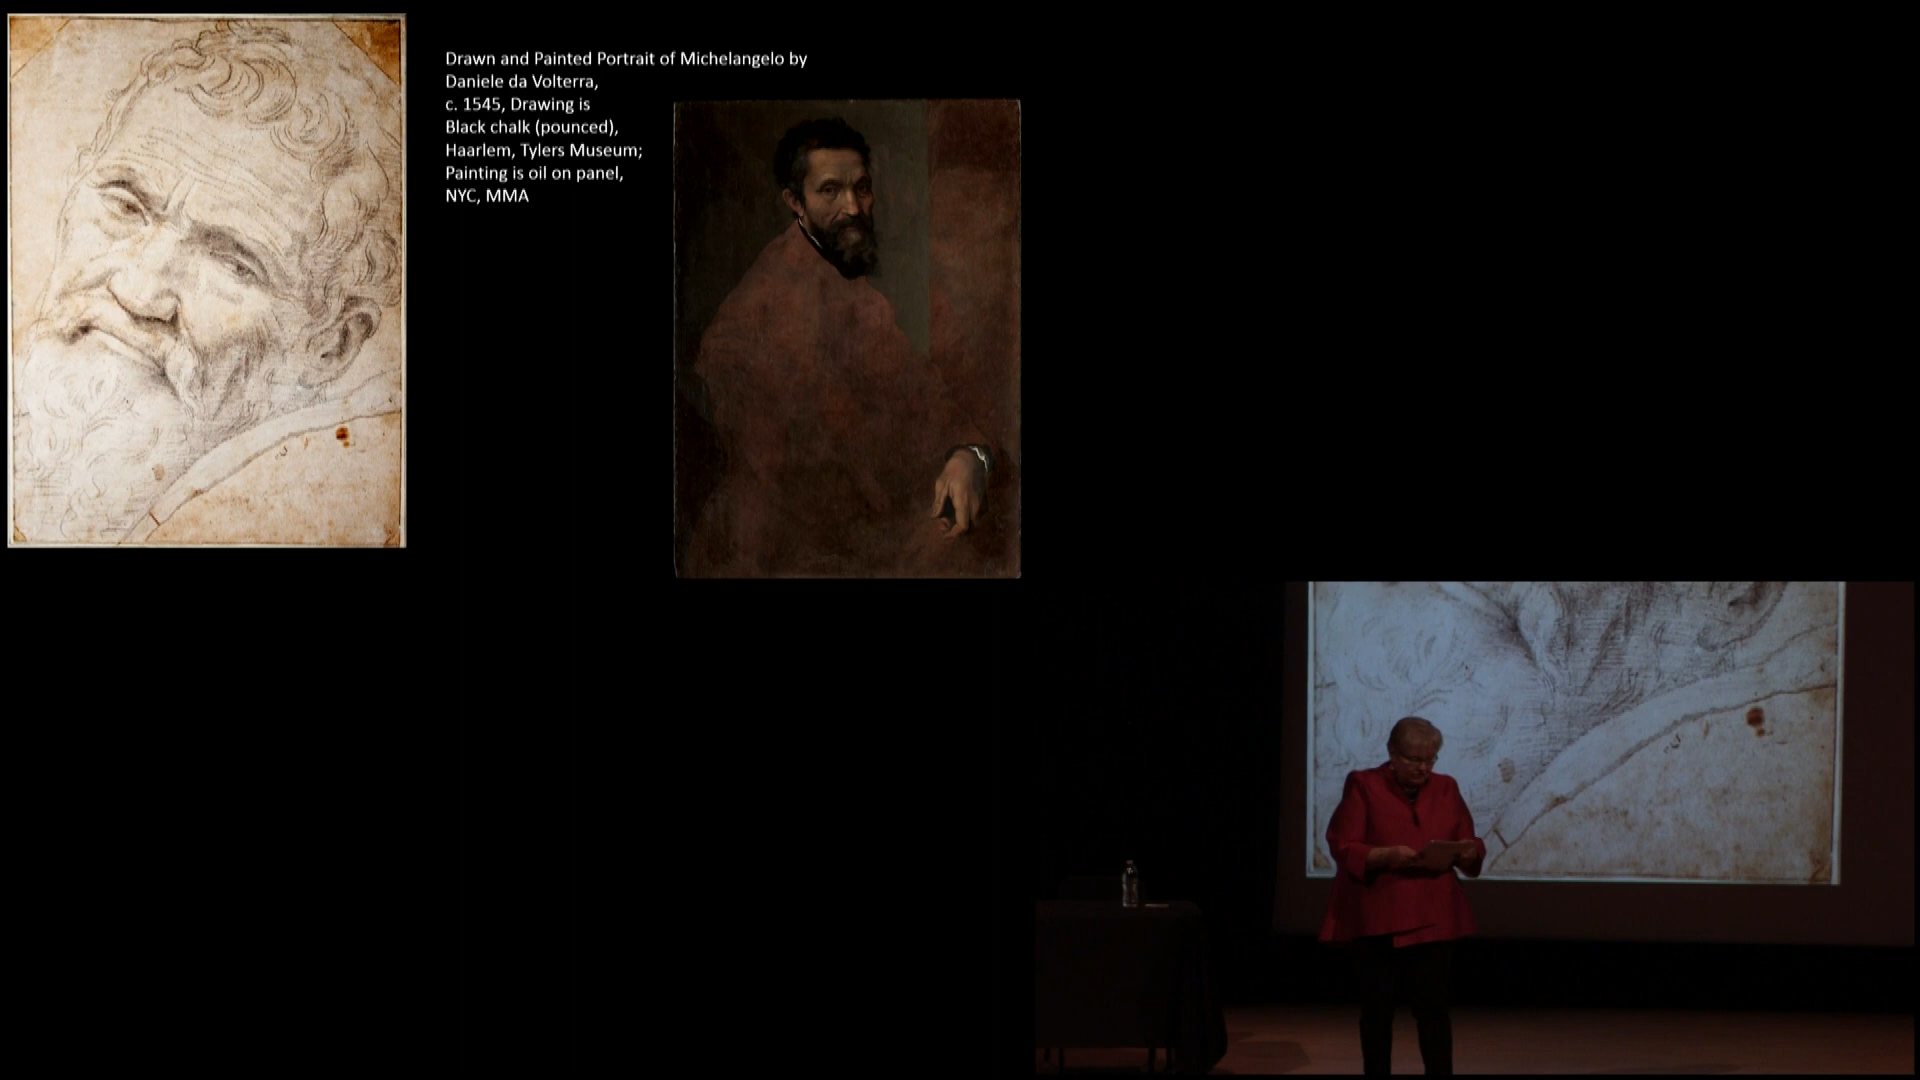 Drawn and Painted Portrait of Michelangelo by
Daniele da Volterra,
c. 1545, Drawing is
Black chalk (pounced),
Haarlem, Tylers Museum;
Painting is oil on panel,
NYC, MMA